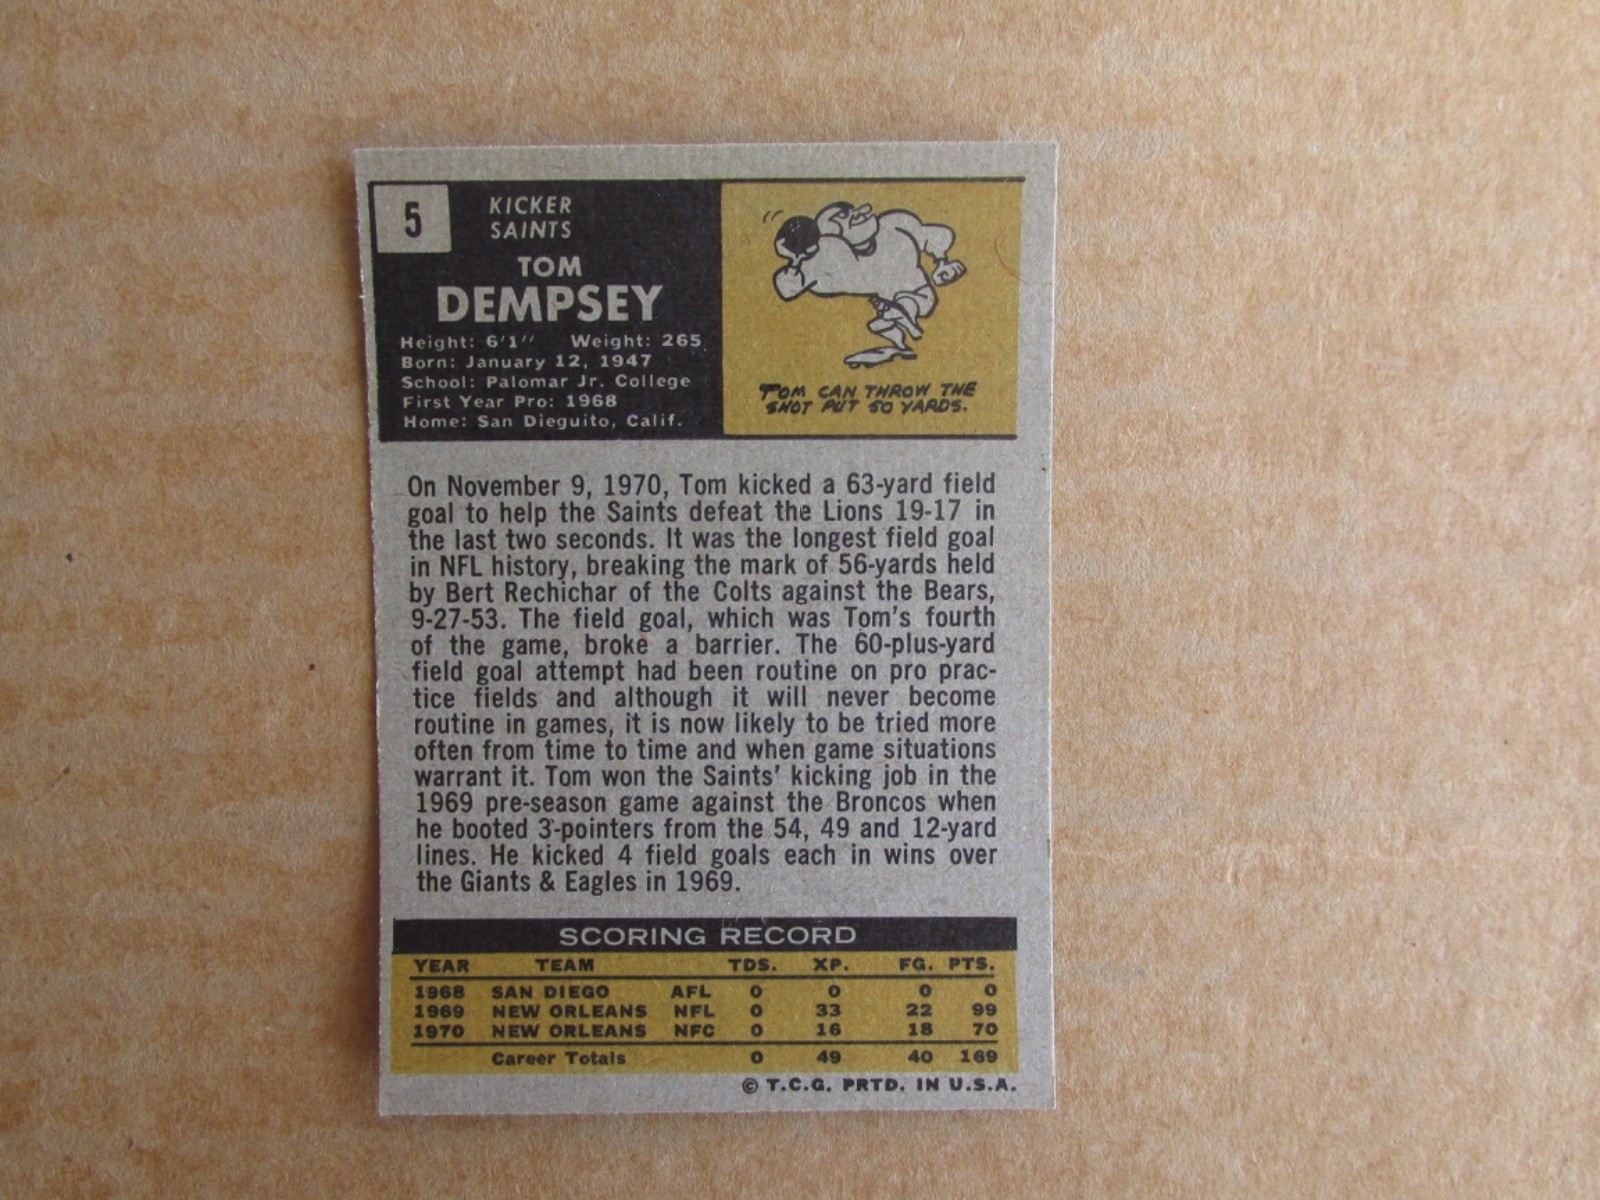 5
KICKER
SAINTS
TOM
DEMPSEY
Height: 6'1" Weight: 265
Born: January 12, 1947
School: Palomar Jr. College
First Year Pro: 1968
Home: San Dieguito, Calif.
TOM CAN THROW THE
SHOT PUT 50 YARDS.
On November 9, 1970, Tom kicked a 63-yard field
goal to help the Saints defeat the Lions 19-17 in
the last two seconds. It was the longest field goal
in NFL history, breaking the mark of 56-yards held
by Bert Rechichar of the Colts against the Bears,
9-27-53. The field goal, which was Tom's fourth
of the game, broke a barrier. The 60-plus-yard
field goal attempt had been routine on pro prac-
tice fields and although it will never become
routine in games, it is now likely to be tried more
often from time to time and when game situations
warrant it. Tom won the Saints' kicking job in the
1969 pre-season game against the Broncos when
he booted 3-pointers from the 54, 49 and 12-yard
lines. He kicked 4 field goals each in wins over
the Giants & Eagles in 1969.
SCORING RECORD
YEAR TEAM TDS. XP. FG. PTS.
1968 SAN DIEGO AFL 0 0 0 0
1969 NEW ORLEANS NFL 0 33 22 99
1970 NEW ORLEANS NFC 0 16 18 70
Career Totals 0 49 40 169
© T.C.G. PRTD. IN U.S.A.